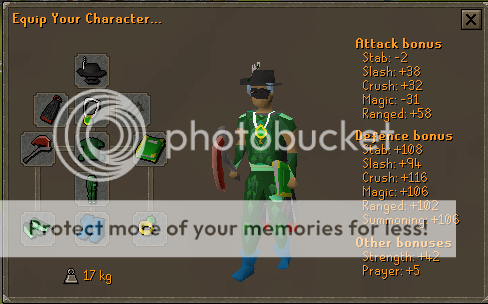 Equip Your Character...
Attack bonus
Stab: -2
Slash: +38
Crush: +32
Magic: -31
Ranged: +58
Defence bonus
Stab: +108
Slash: +94
Crush: +116
Magic: +106
Ranged: +102
Summoning: +106
Other bonuses
Strength: +42
Prayer: +5
17 kg
photobucket
Protect more of your memories for less!